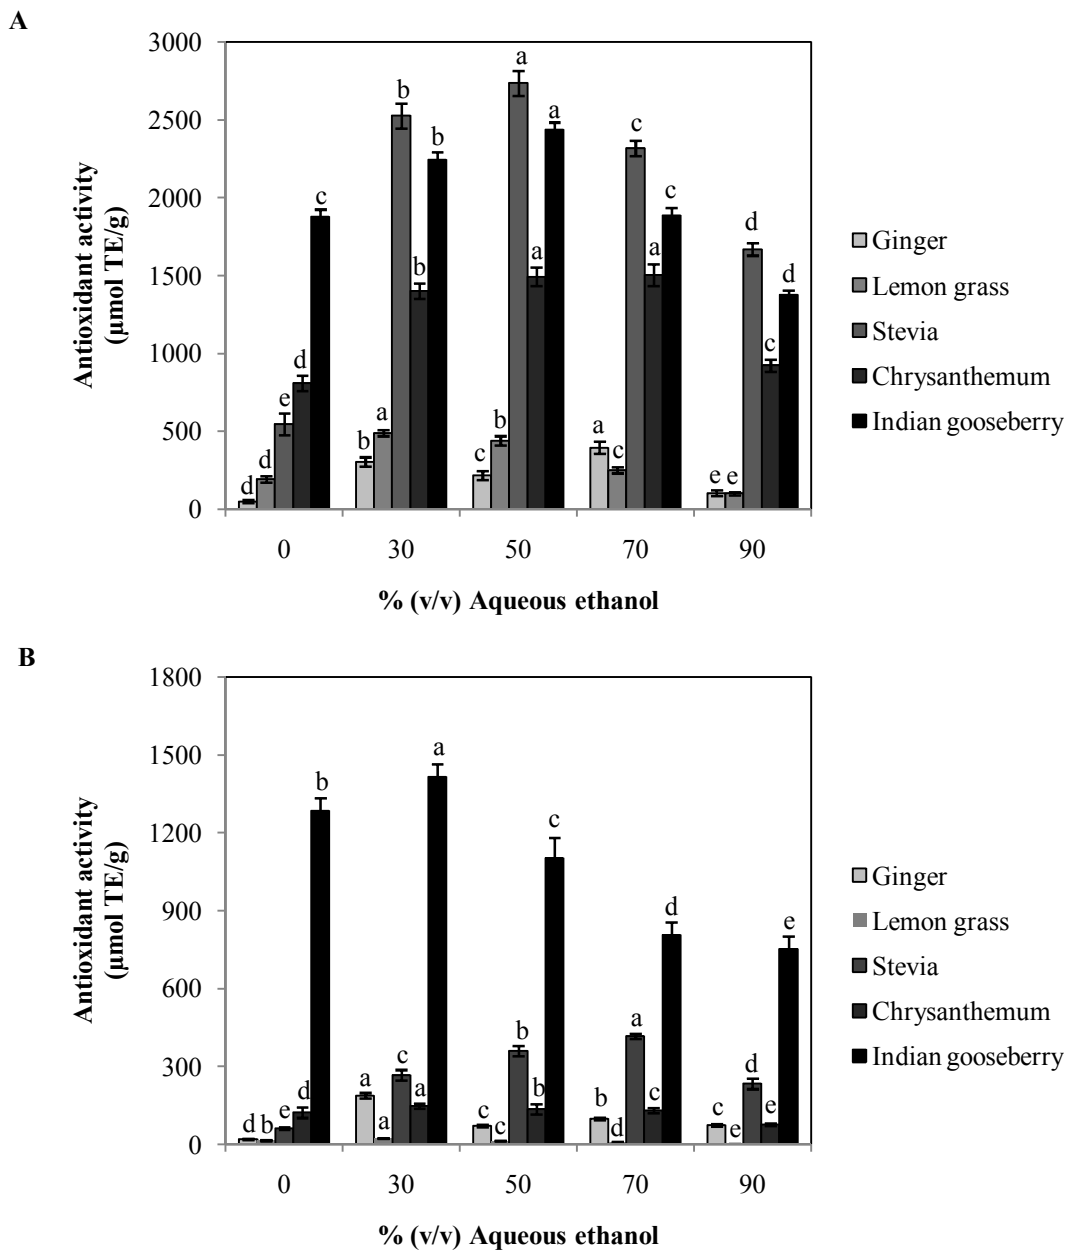 A
3000
2500
2000
1500
1000
500
0
Antioxidant activity
(µmol TE/g)
d d e d c
b a b b b
c b a a a
a c c a c
e e d c d
0 30 50 70 90
% (v/v) Aqueous ethanol
Ginger
Lemon grass
Stevia
Chrysanthemum
Indian gooseberry
B
1800
1500
1200
900
600
300
0
Antioxidant activity
(µmol TE/g)
d b e d b
a a c a a
c c b b c
b d a c d
c e d e e
0 30 50 70 90
% (v/v) Aqueous ethanol
Ginger
Lemon grass
Stevia
Chrysanthemum
Indian gooseberry